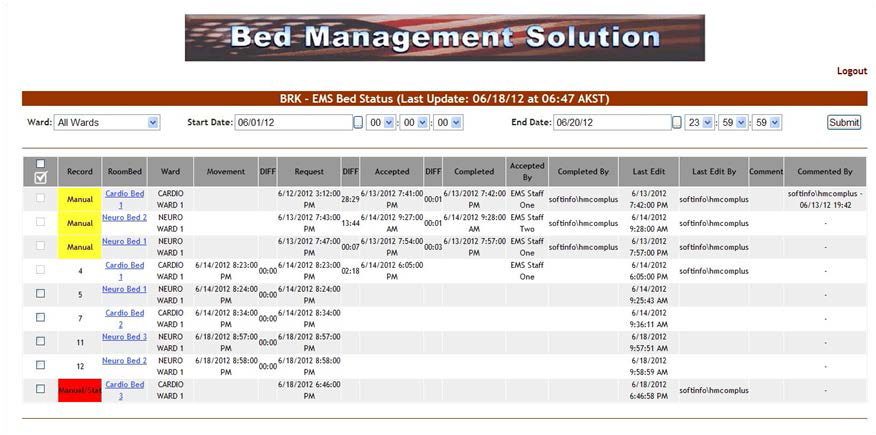 Bed Management Solution
Logout
BRK - EMS Bed Status (Last Update: 06/18/12 at 06:47 AKST)
Ward: All Wards Start Date: 06/01/12 ... 00 : 00 : 00 End Date: 06/20/12 ... 23 : 59 : 59 Submit
Record RoomBed Ward Movement DIFF Request DIFF Accepted DIFF Completed Accepted By Completed By Last Edit Last Edit By Comment Commented By
Manual Cardio Bed 1 CARDIO WARD 1 6/12/2012 3:12:00 PM 28:29 6/13/2012 7:41:00 PM 00:01 6/13/2012 7:42:00 PM EMS Staff One softinfo\hmcomplus 6/13/2012 7:42:00 PM softinfo\hmcomplus softinfo\hmcomplus - 06/13/12 19:42
Manual Neuro Bed 2 NEURO WARD 1 6/13/2012 7:43:00 PM 13:44 6/14/2012 9:27:00 AM 00:01 6/14/2012 9:28:00 AM EMS Staff Two softinfo\hmcomplus 6/14/2012 9:28:00 AM softinfo\hmcomplus -
Manual Neuro Bed 1 NEURO WARD 1 6/13/2012 7:47:00 PM 00:07 6/13/2012 7:54:00 PM 00:03 6/13/2012 7:57:00 PM EMS Staff One softinfo\hmcomplus 6/13/2012 7:57:00 PM softinfo\hmcomplus -
4 Cardio Bed 1 CARDIO WARD 1 6/14/2012 8:23:00 PM 00:00 6/14/2012 8:23:00 PM 02:18 6/14/2012 6:05:00 PM EMS Staff One 6/14/2012 6:05:00 PM softinfo\hmcomplus -
5 Neuro Bed 1 NEURO WARD 1 6/14/2012 8:24:00 PM 00:00 6/14/2012 8:24:00 PM 6/14/2012 9:25:43 AM -
7 Cardio Bed 2 CARDIO WARD 1 6/14/2012 8:34:00 PM 00:00 6/14/2012 8:34:00 PM 6/14/2012 9:36:11 AM -
11 Neuro Bed 3 NEURO WARD 1 6/18/2012 8:57:00 PM 00:00 6/18/2012 8:57:00 PM 6/18/2012 9:57:51 AM -
12 Neuro Bed 2 NEURO WARD 1 6/18/2012 8:58:00 PM 00:00 6/18/2012 8:58:00 PM 6/18/2012 9:58:59 AM -
Manual/Stat Cardio Bed 3 CARDIO WARD 1 6/18/2012 6:46:00 PM 6/18/2012 6:46:58 PM softinfo\hmcomplus -